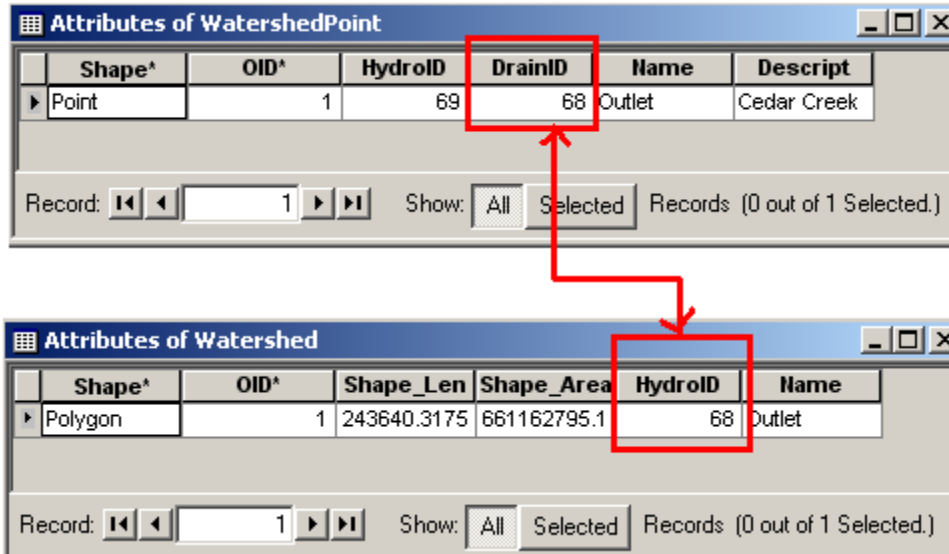 Attributes of WatershedPoint
Shape* OID* HydroID DrainID Name Descript
Point 1 69 68 Outlet Cedar Creek
Record: 1 Show: All Selected Records (0 out of 1 Selected.)
Attributes of Watershed
Shape* OID* Shape_Len Shape_Area HydroID Name
Polygon 1 243640.3175 661162795.1 68 Outlet
Record: 1 Show: All Selected Records (0 out of 1 Selected.)